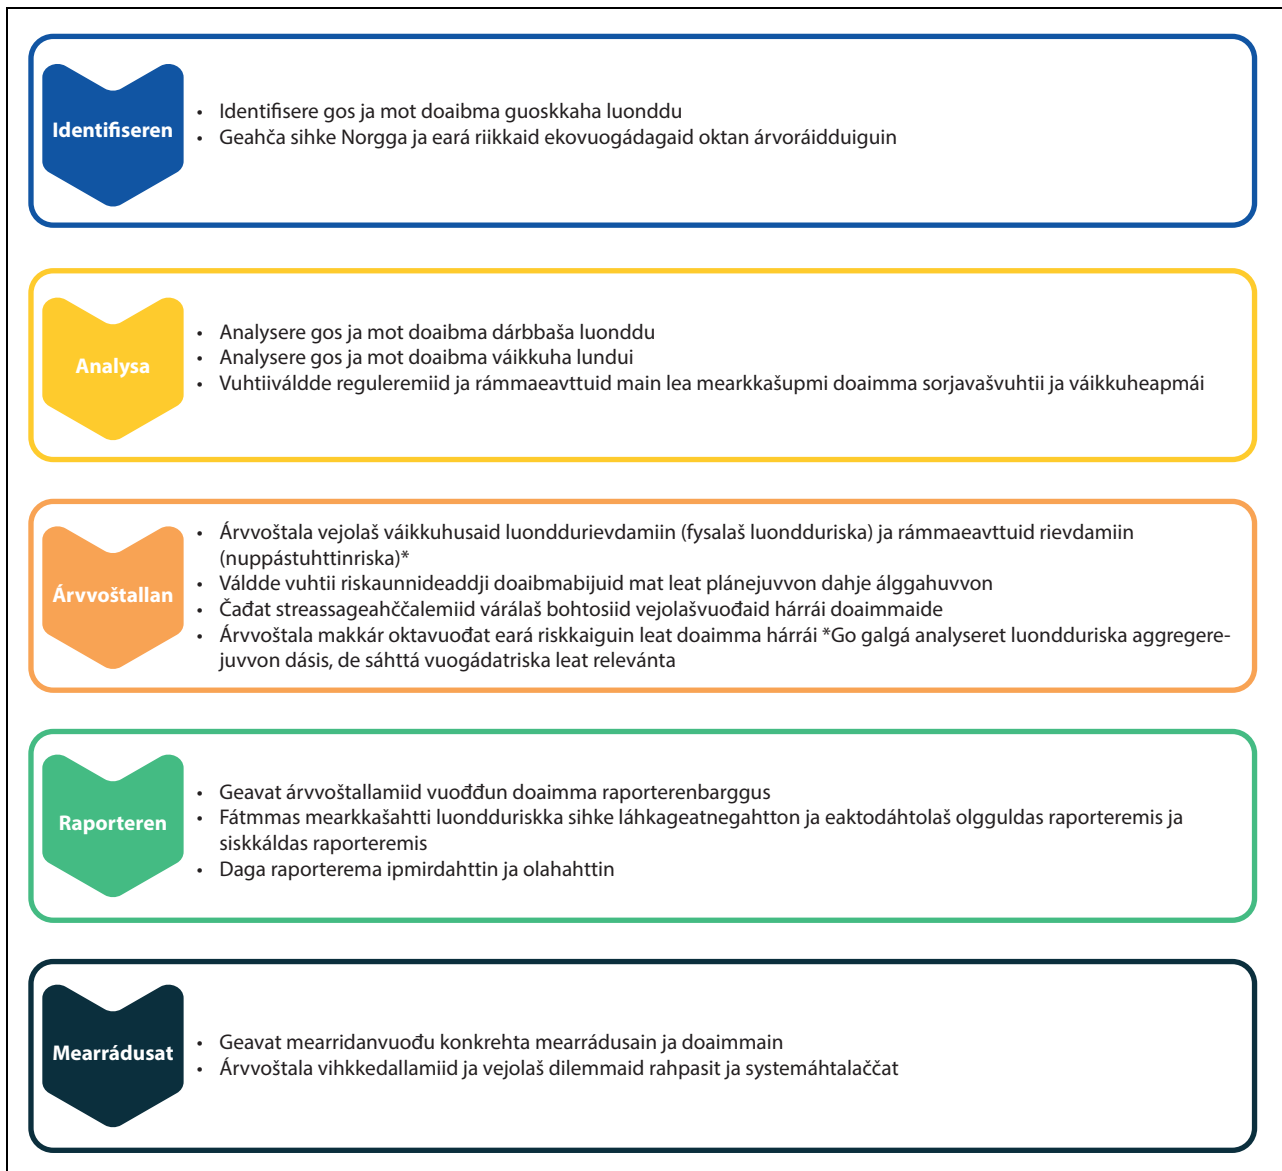 Identifiseren
• Identifisere gos ja mot doaibma guoskkaha luonddu
• Geahča sihke Norgga ja eará riikkaid ekovuogádagaid oktan árvoráidduiguin
Analysa
• Analysere gos ja mot doaibma dárbbaša luonddu
• Analysere gos ja mot doaibma váikkuha lundui
• Vuhtiiváldde reguleremiid ja rámmaeavttuid main lea mearkkašupmi doaimma sorjavašvuhtii ja váikkuheapmái
Árvvoštallan
• Árvvoštala vejolaš váikkuhusaid luonddurievdamiin (fysalaš luondduriska) ja rámmaeavttuid rievdamiin
(nuppástuhttinriska)*
• Váldde vuhtii riskaunnideaddji doaibmabijuid mat leat plánejuvvon dahje álggahuvvon
• Čađat streassageahččalemiid várálaš bohtosiid vejolašvuođaid hárrái doaimmaide
• Árvvoštala makkár oktavuođat eará riskkaiguin leat doaimma hárrái *Go galgá analyseret luondduriska aggregere-
juvvon dásis, de sáhttá vuogádatriska leat relevánta
Raporteren
• Geavat árvvoštallamiid vuođđun doaimma raporterenbarggus
• Fátmmas mearkkašahtti luondduriskka sihke láhkageatnegahtton ja eaktodáhtolaš olgguldas raporteremis ja
siskkáldas raporteremis
• Daga raporterema ipmirdahttin ja olahahttin
Mearrádusat
• Geavat mearridanvuođu konkrehta mearrádusain ja doaimmain
• Árvvoštala vihkkedallamiid ja vejolaš dilemmaid rahpasit ja systemáhtalaččat